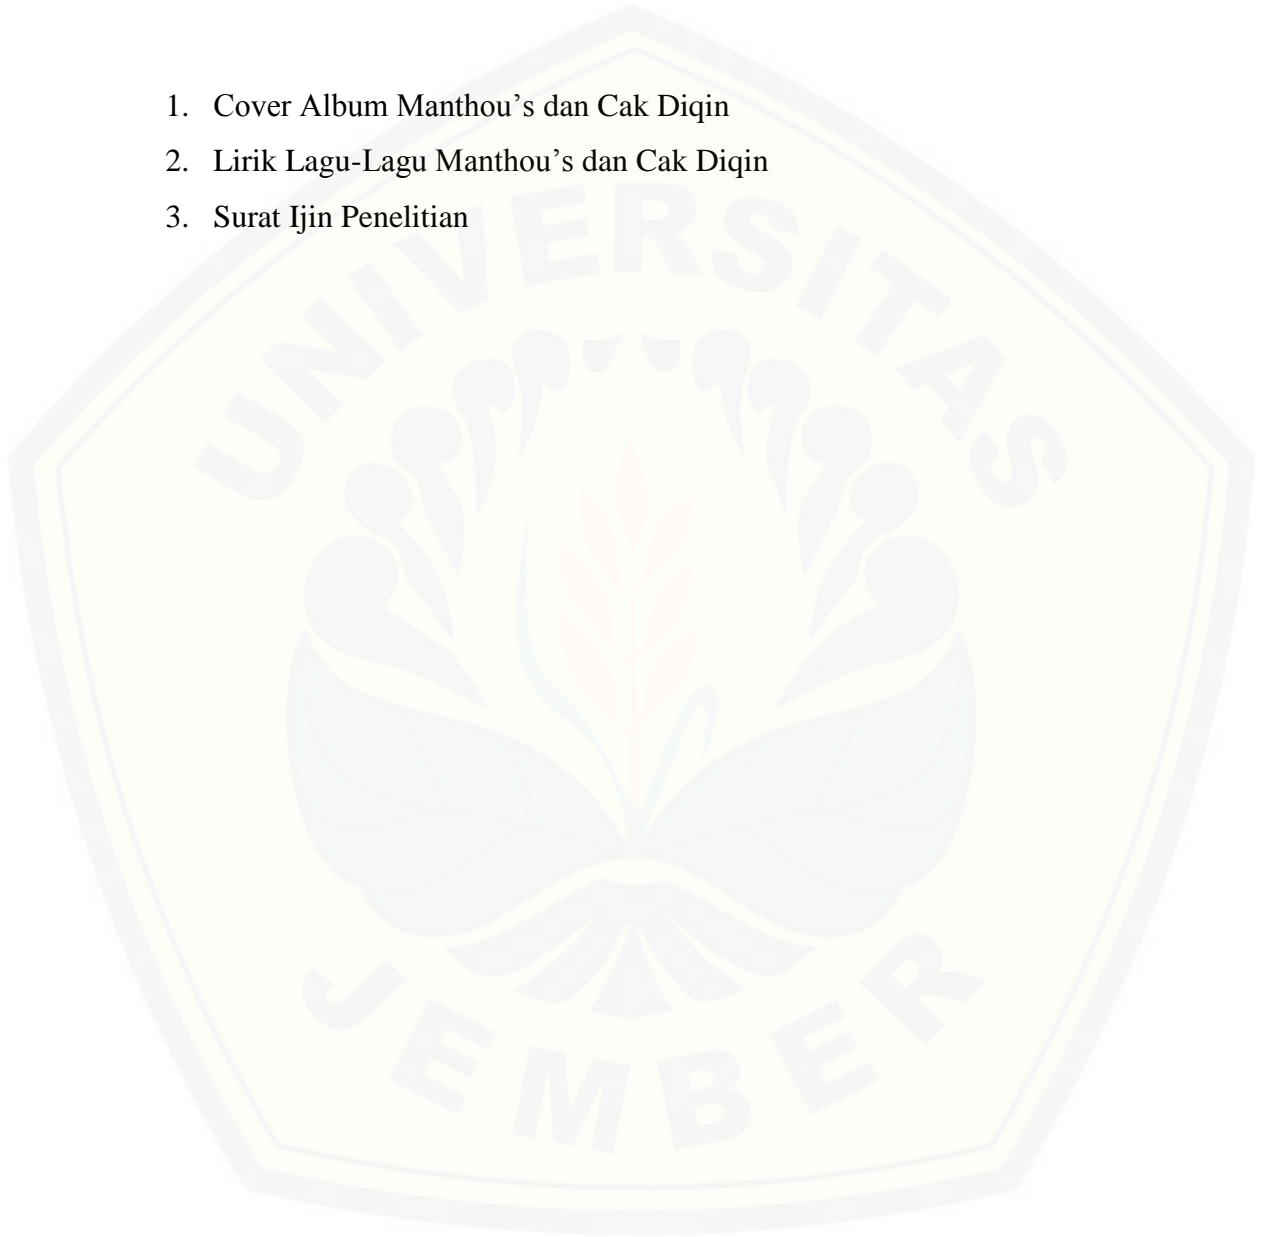 1. Cover Album Manthou's dan Cak Diqin
2. Lirik Lagu-Lagu Manthou's dan Cak Diqin
3. Surat Ijin Penelitian
UNIVERSITAS
JEMBER